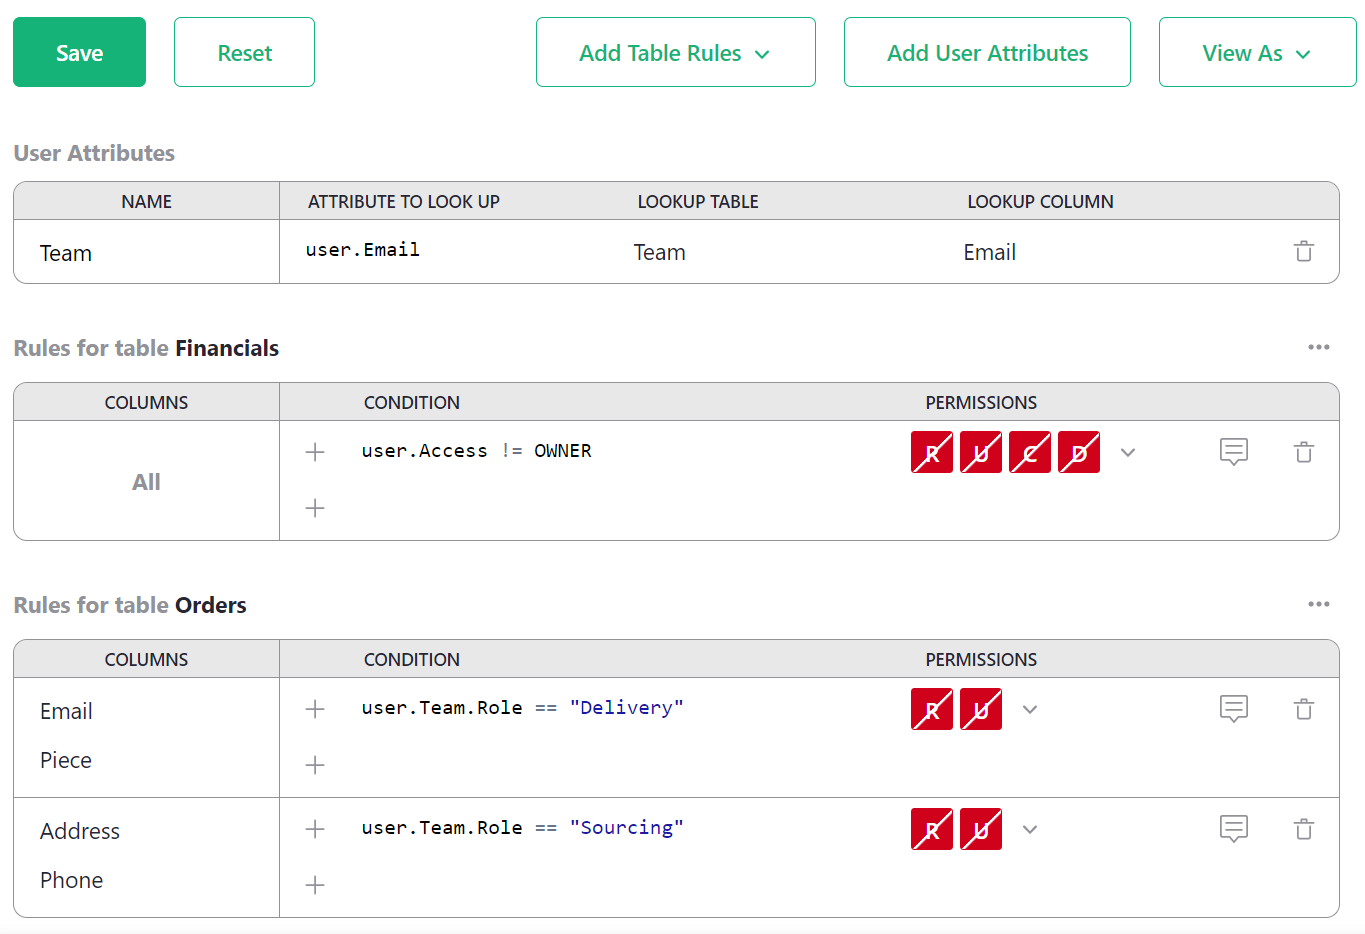 Save Reset Add Table Rules Add User Attributes View As
User Attributes
NAME ATTRIBUTE TO LOOK UP LOOKUP TABLE LOOKUP COLUMN
Team user.Email Team Email
Rules for table Financials
COLUMNS CONDITION PERMISSIONS
All user.Access != OWNER R U C D
Rules for table Orders
COLUMNS CONDITION PERMISSIONS
Email user.Team.Role == "Delivery" R U
Piece
Address user.Team.Role == "Sourcing" R U
Phone